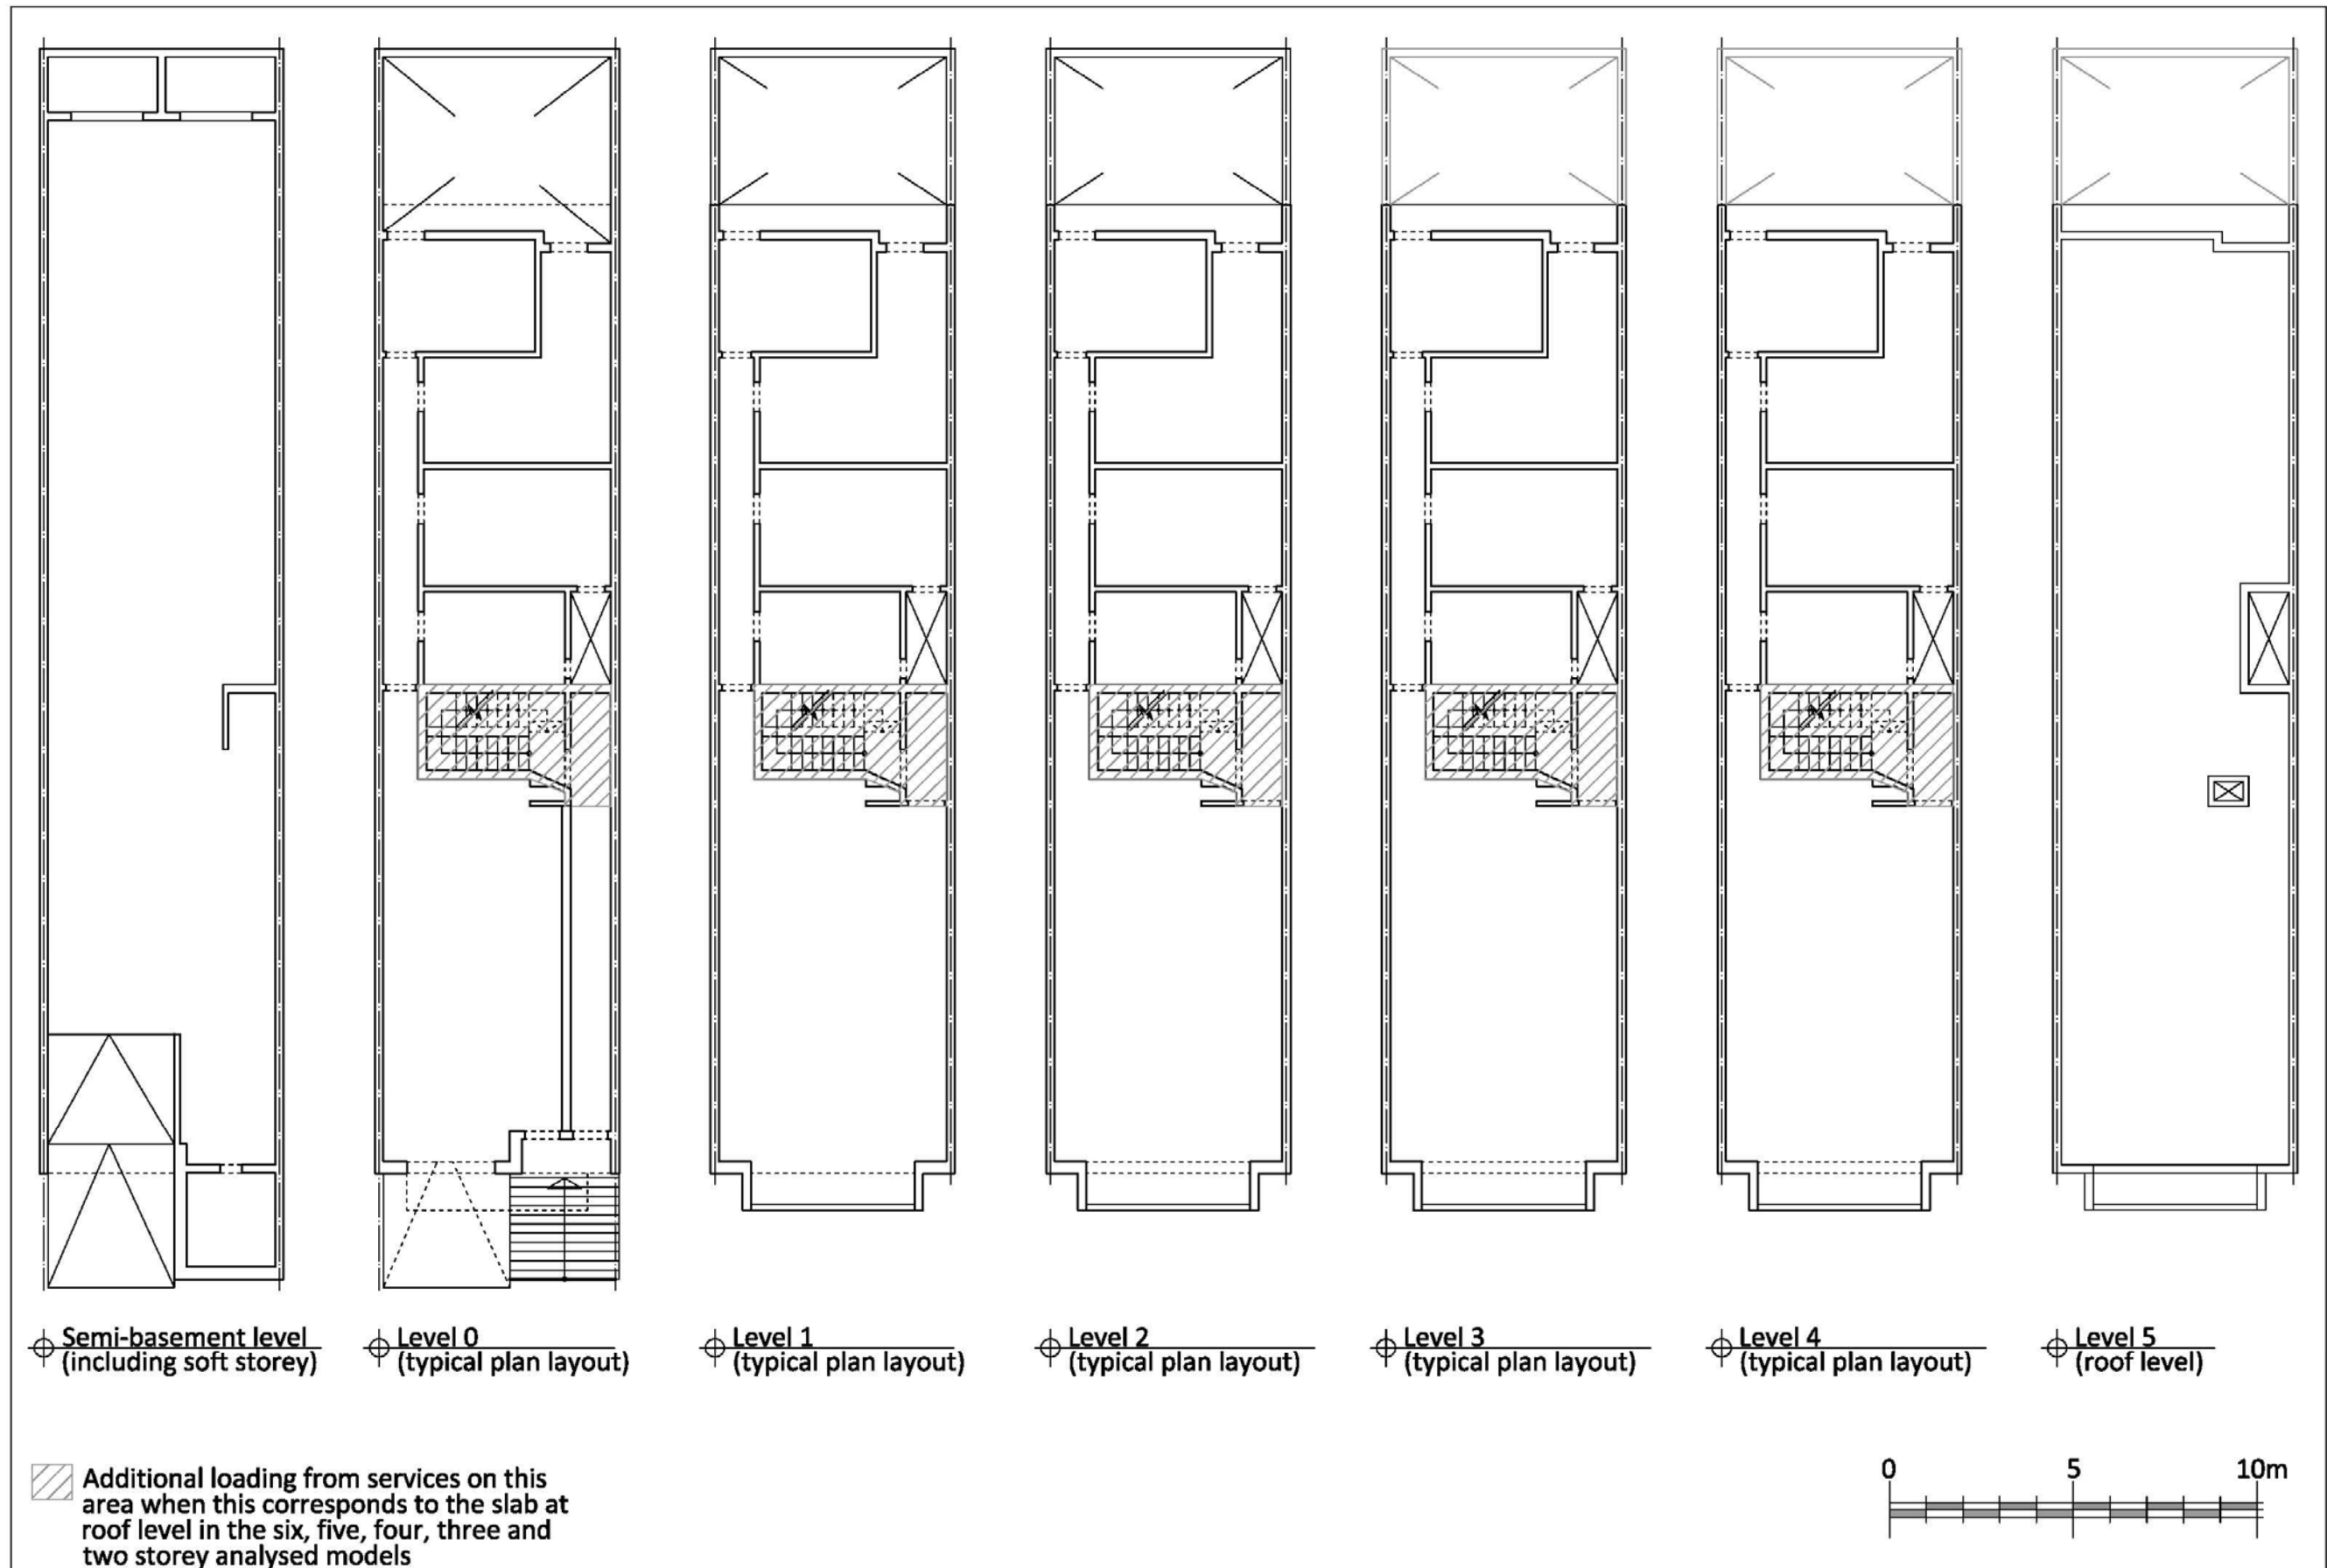 Semi-basement level
(including soft storey)
Level 0
(typical plan layout)
Level 1
(typical plan layout)
Level 2
(typical plan layout)
Level 3
(typical plan layout)
Level 4
(typical plan layout)
Level 5
(roof level)
Additional loading from services on this
area when this corresponds to the slab at
roof level in the six, five, four, three and
two storey analysed models
0 5 10m